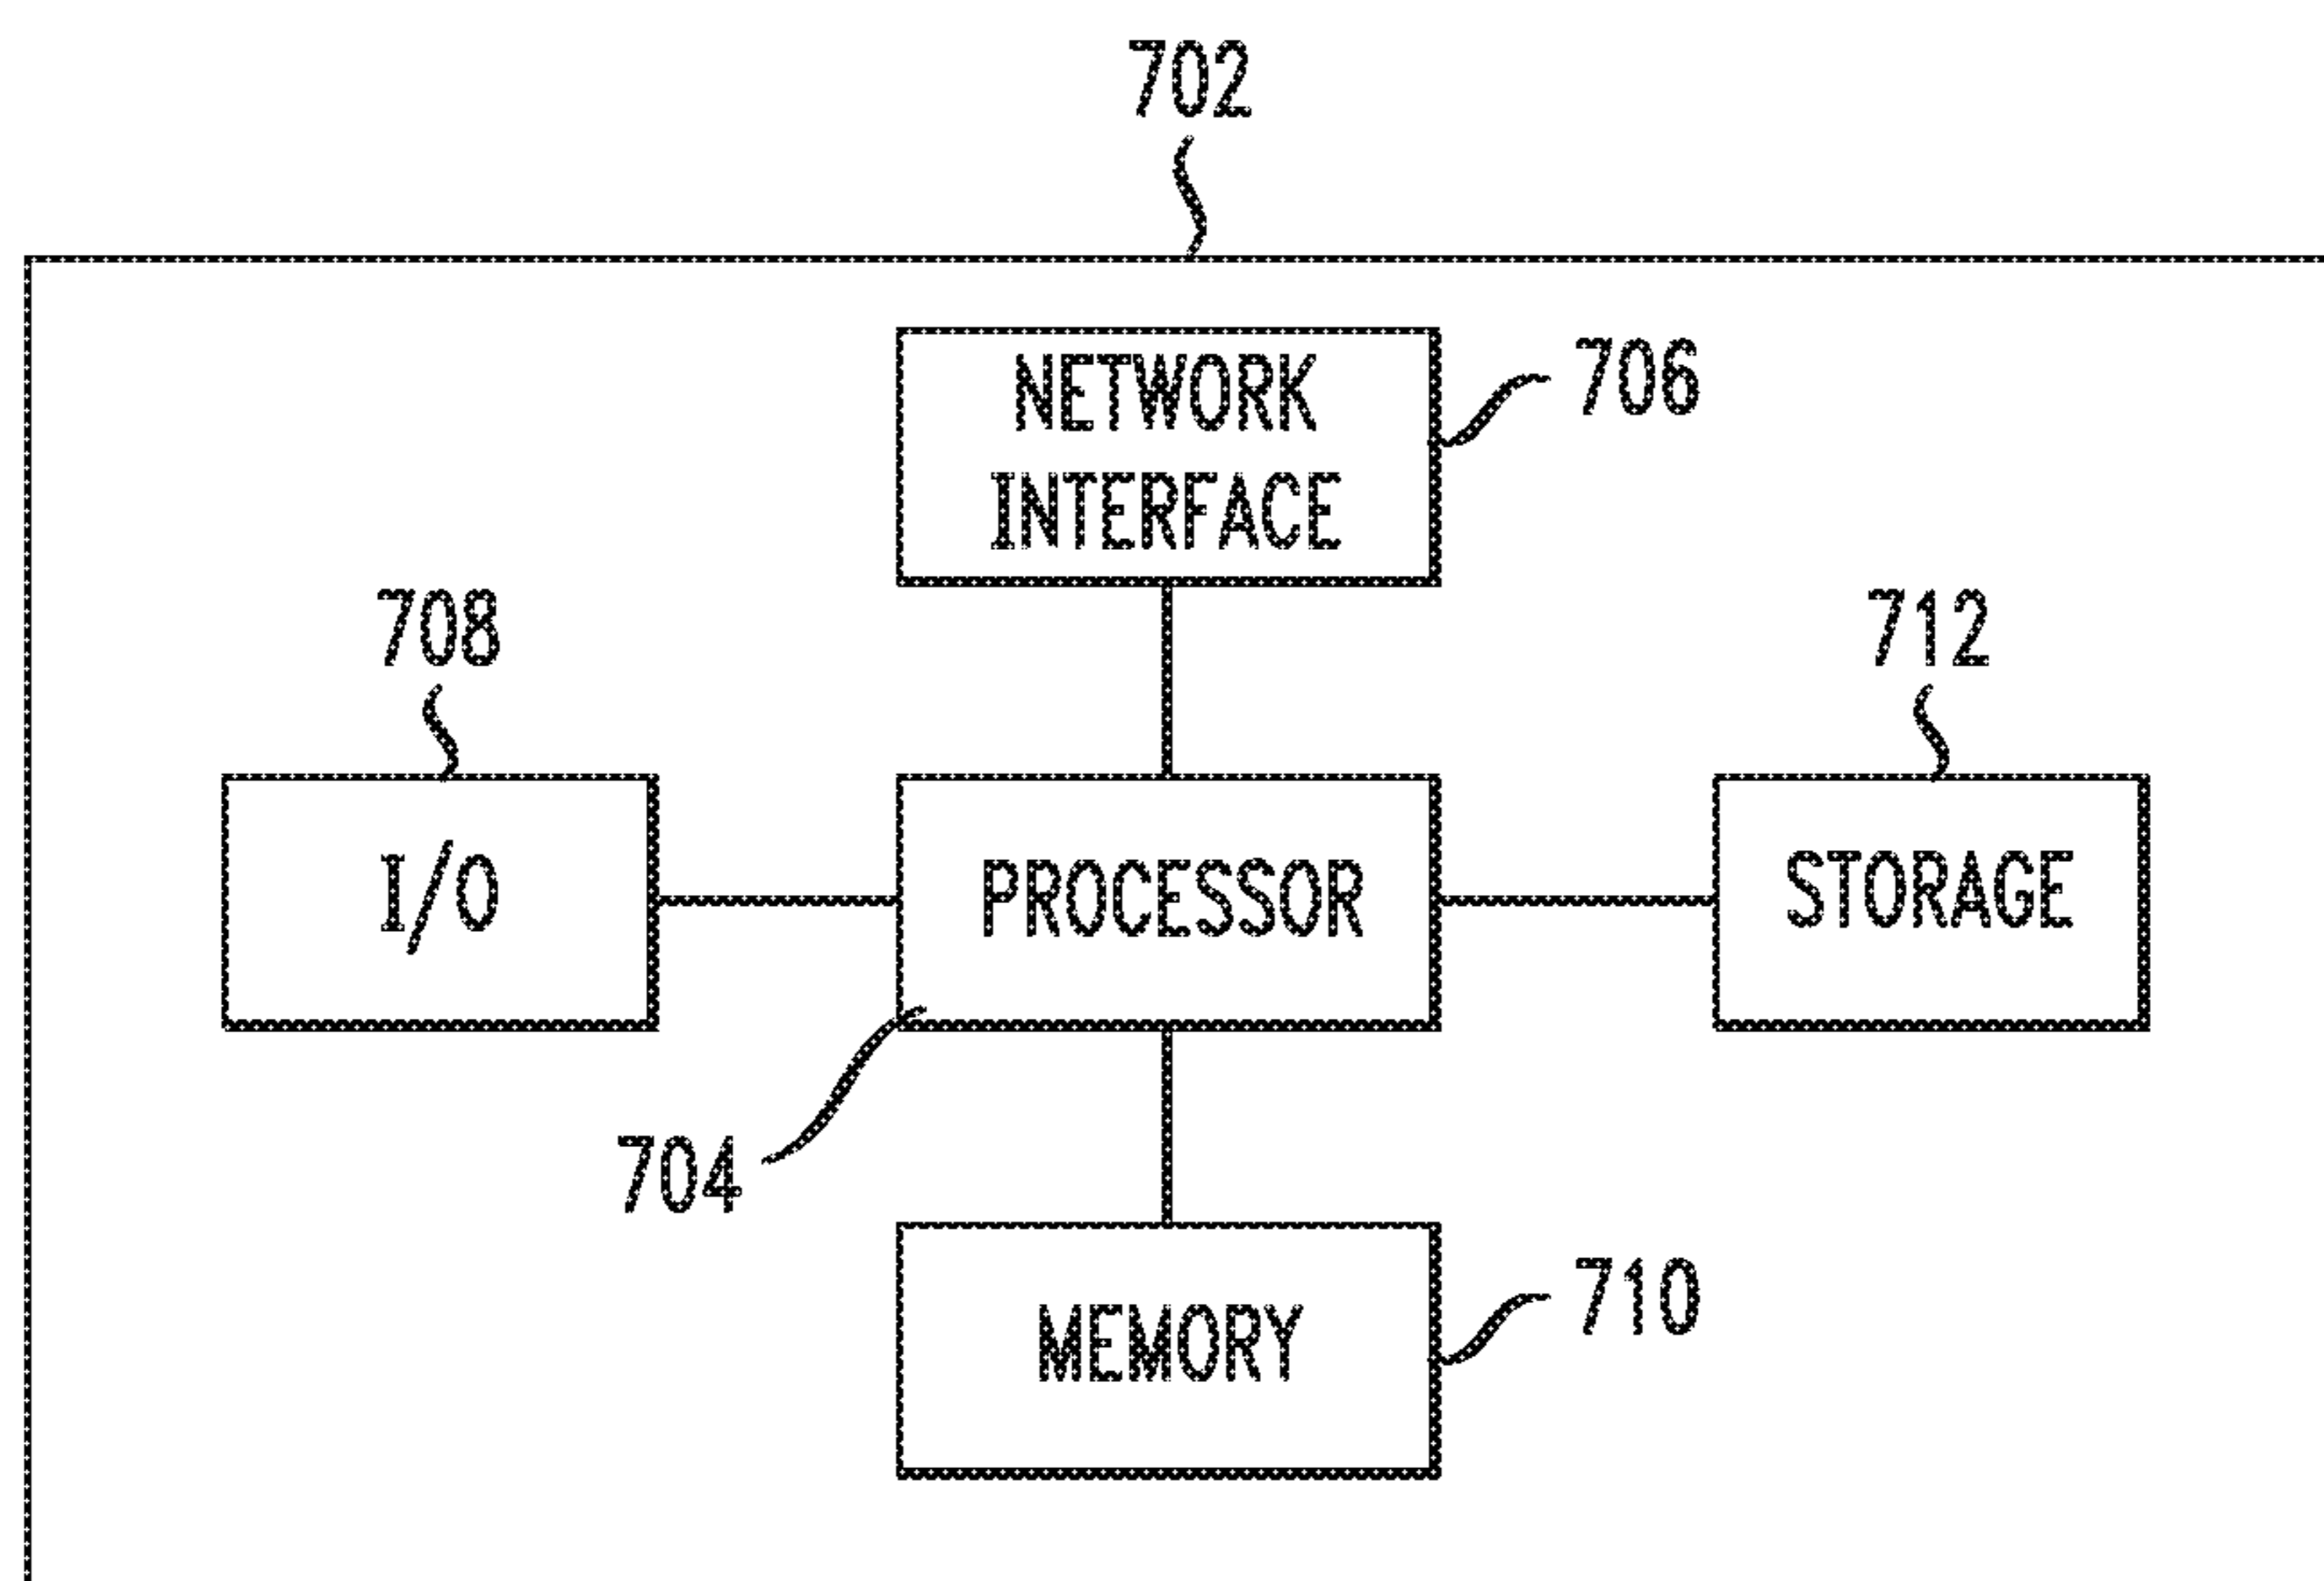 702
NETWORK
INTERFACE
706
708
712
I/O
PROCESSOR
STORAGE
704
MEMORY
710